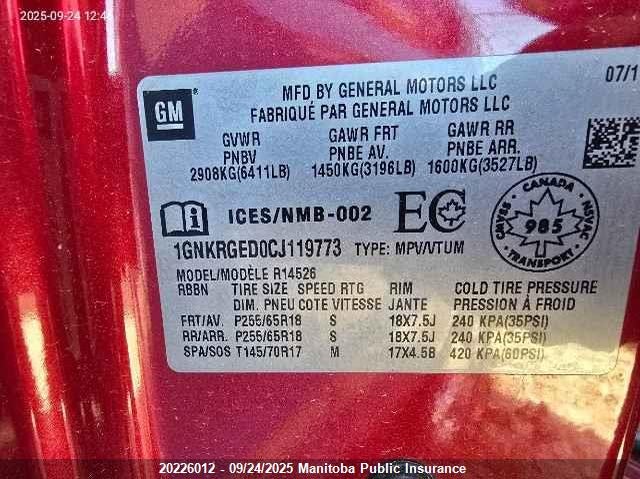 2025-09-24 12:4
GM
MFD BY GENERAL MOTORS LLC
FABRIQUÉ PAR GENERAL MOTORS LLC
07/1
GVWR GAWR FRT GAWR RR
PNBV PNBE AV. PNBE ARR.
2908KG(6411LB) 1450KG(3196LB) 1600KG(3527LB)
ICES/NMB-002 EC
CANADA
CMVSS 985 NSVAC
TRANSPORT
1GNKRGED0CJ119773 TYPE: MPV/VTUM
MODEL/MODÈLE R14526
RBBN TIRE SIZE SPEED RTG RIM COLD TIRE PRESSURE
DIM. PNEU COTE VITESSE JANTE PRESSION À FROID
FRT/AV. P255/65R18 S 18X7.5J 240 KPA(35PSI)
RR/ARR. P255/65R18 S 18X7.5J 240 KPA(35PSI)
SPA/SOS T145/70R17 M 17X4.5B 420 KPA(60PSI)
20226012 - 09/24/2025 Manitoba Public Insurance